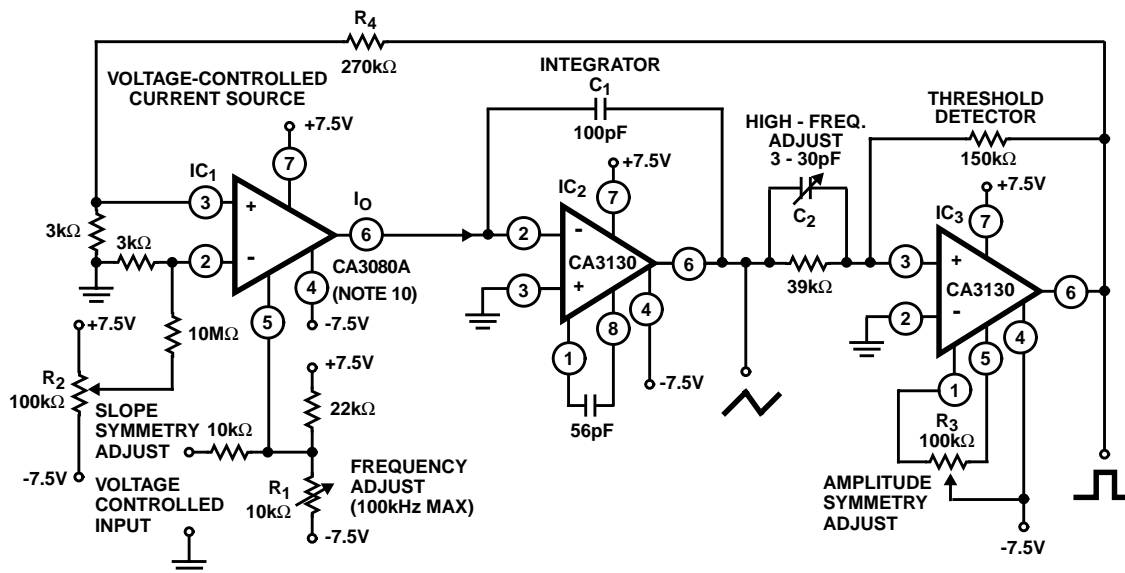 R4
270kΩ
VOLTAGE-CONTROLLED
CURRENT SOURCE
+7.5V
7
IC1
3
+
3kΩ
3kΩ
2
-
IO
6
CA3080A
(NOTE 10)
4
-7.5V
5
+7.5V
10MΩ
R2
100kΩ
-7.5V
SLOPE
SYMMETRY
ADJUST
10kΩ
VOLTAGE
CONTROLLED
INPUT
+7.5V
22kΩ
R1
10kΩ
FREQUENCY
ADJUST
(100kHz MAX)
-7.5V
INTEGRATOR
C1
100pF
+7.5V
7
IC2
2
-
CA3130
3
+
6
4
8
1
-7.5V
56pF
HIGH - FREQ.
ADJUST
3 - 30pF
C2
39kΩ
THRESHOLD
DETECTOR
150kΩ
+7.5V
7
IC3
3
+
CA3130
2
-
6
4
5
1
R3
100kΩ
AMPLITUDE
SYMMETRY
ADJUST
-7.5V